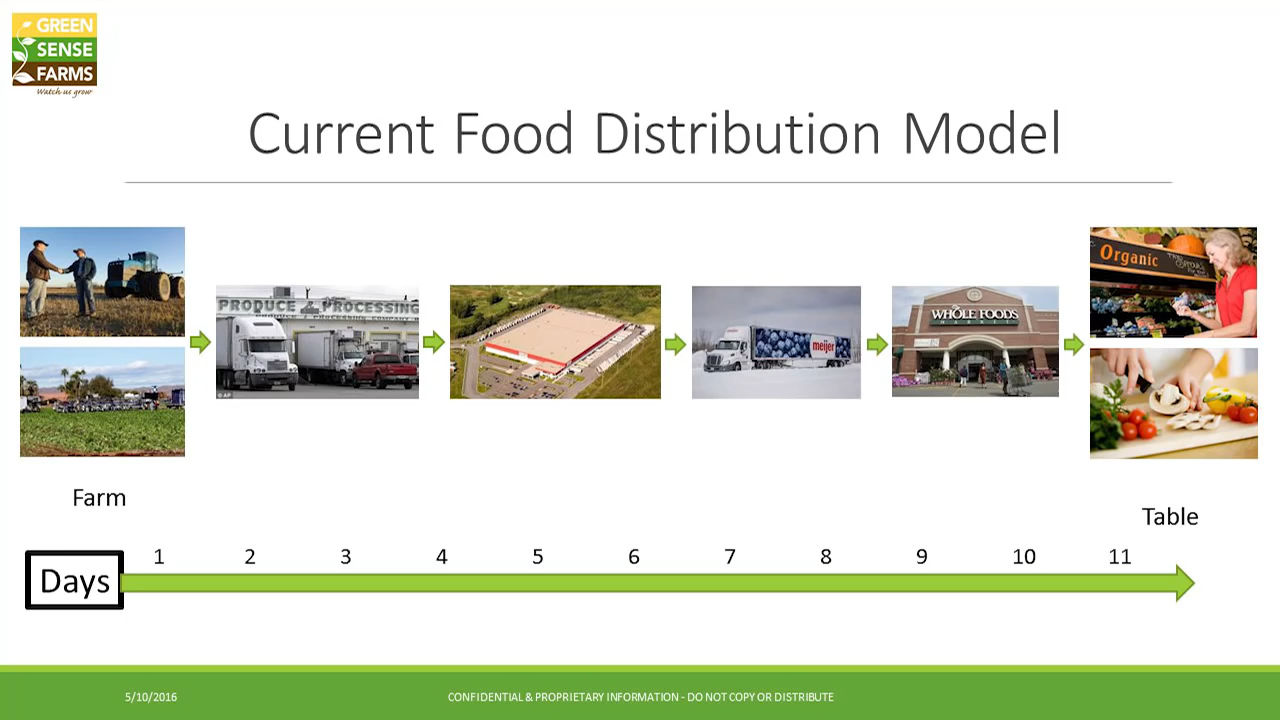 GREEN
SENSE
FARMS
Watch us grow
Current Food Distribution Model
PRODUCE & PROCESSING
© AP
meijer
WHOLE FOODS
MARKET
Organic
Farm
Table
Days
1 2 3 4 5 6 7 8 9 10 11
5/10/2016
CONFIDENTIAL & PROPRIETARY INFORMATION - DO NOT COPY OR DISTRIBUTE